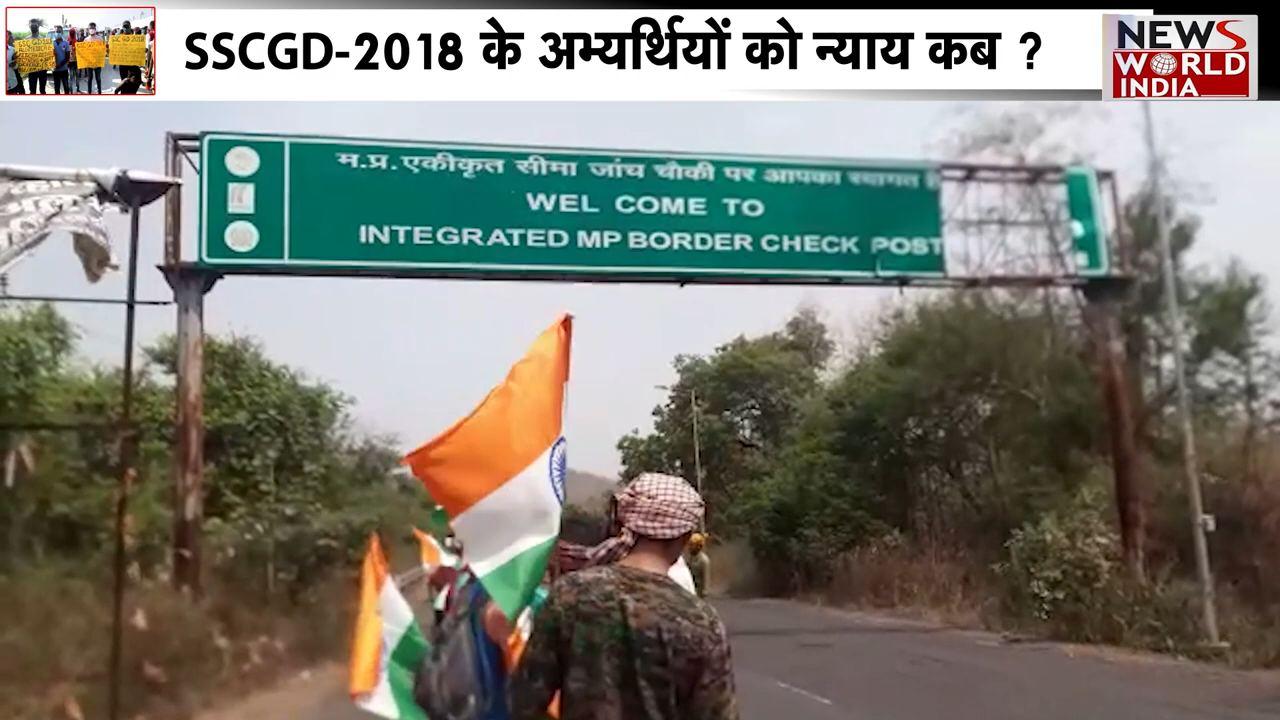 SSCGD-2018 के अभ्यर्थियों को न्याय कब ?
NEWS
WORLD
INDIA
म.प्र. एकीकृत सीमा जांच चौकी पर आपका स्वागत
WEL COME TO
INTEGRATED MP BORDER CHECK POST